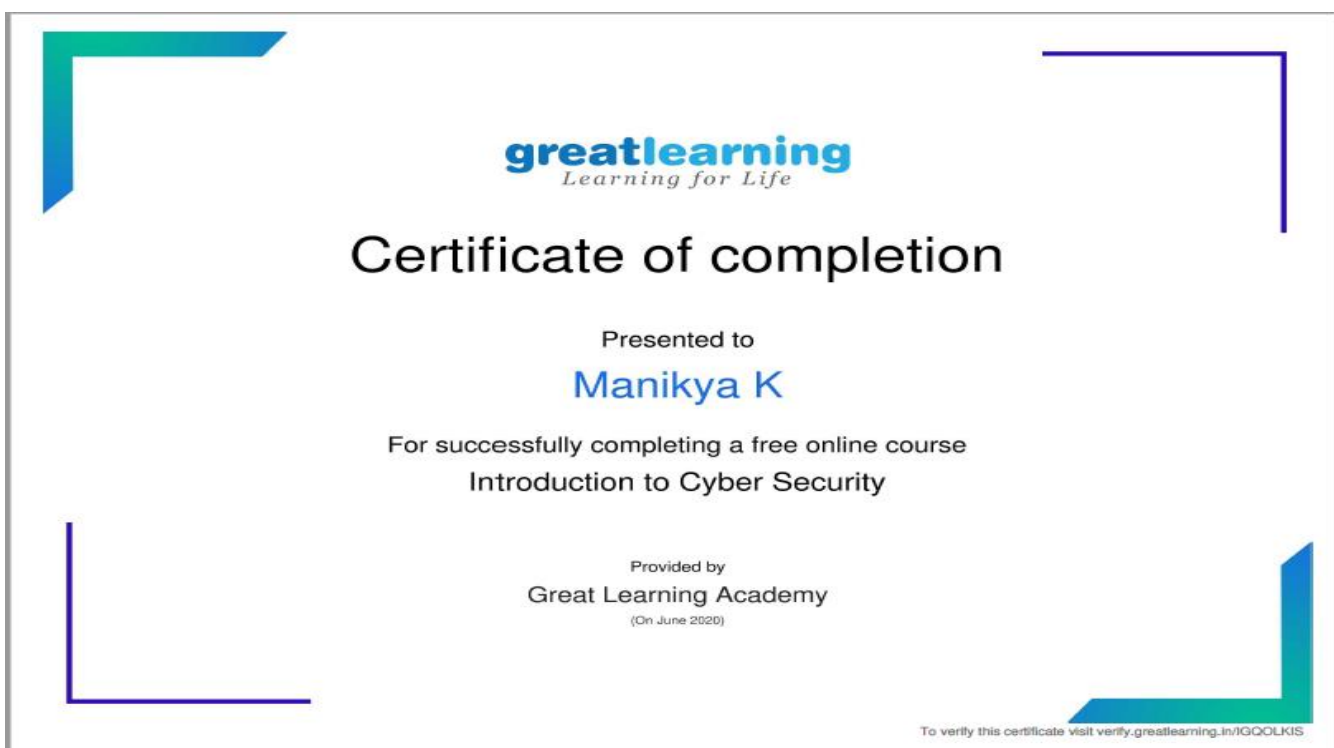 greatlearning
Learning for Life
Certificate of completion
Presented to
Manikya K
For successfully completing a free online course
Introduction to Cyber Security
Provided by
Great Learning Academy
(On June 2020)
To verify this certificate visit verify.greatlearning.in/IGQOLKIS